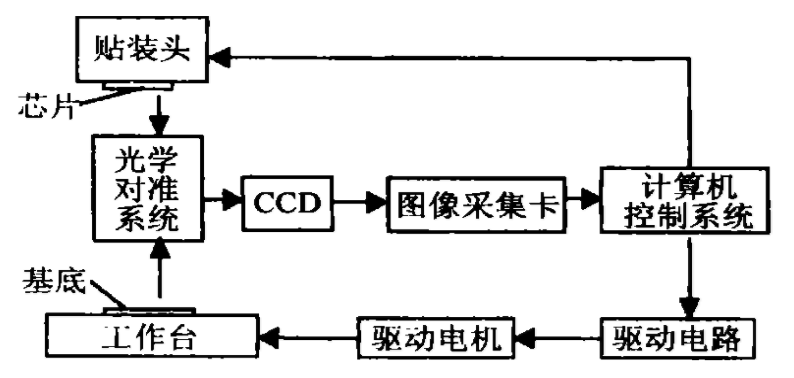 贴装头
芯片
光学
对准
系统
CCD
图像采集卡
计算机
控制系统
基底
工作台
驱动电机
驱动电路